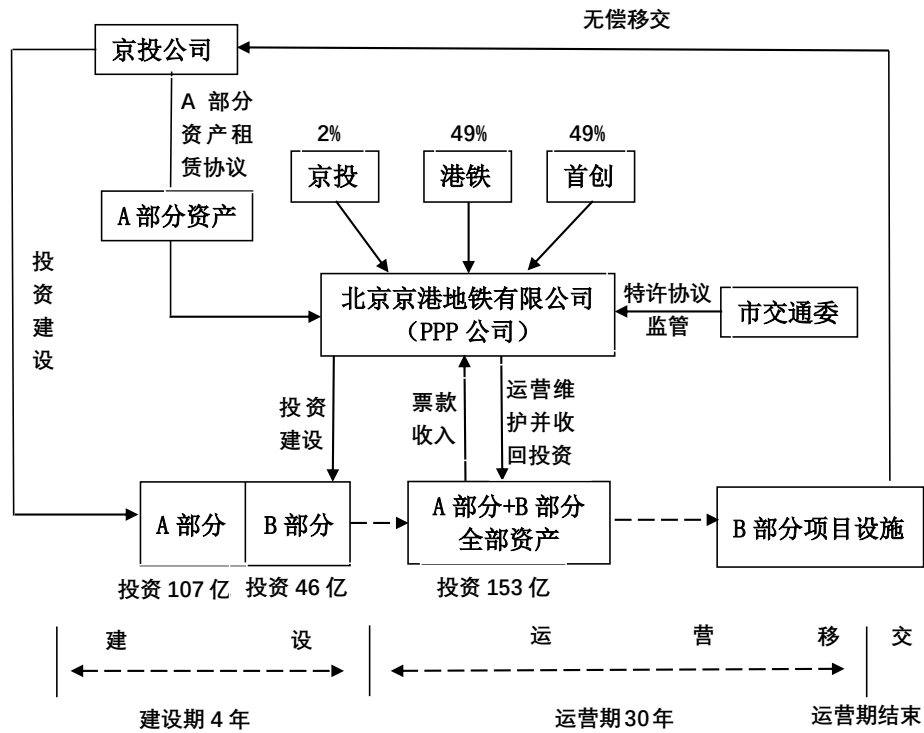 无偿移交
京投公司
A 部分
资产租
赁协议
2%
49%
49%
京投
港铁
首创
A 部分资产
投
资
建
设
北京京港地铁有限公司
（PPP 公司）
特许协议
监管
市交通委
投资
建设
票款
收入
运营维
护并收
回投资
A 部分
B 部分
A 部分+B 部分
全部资产
B 部分项目设施
投资 107 亿
投资 46 亿
投资 153 亿
建 设
运 营
移 交
建设期 4 年
运营期 30 年
运营期结束